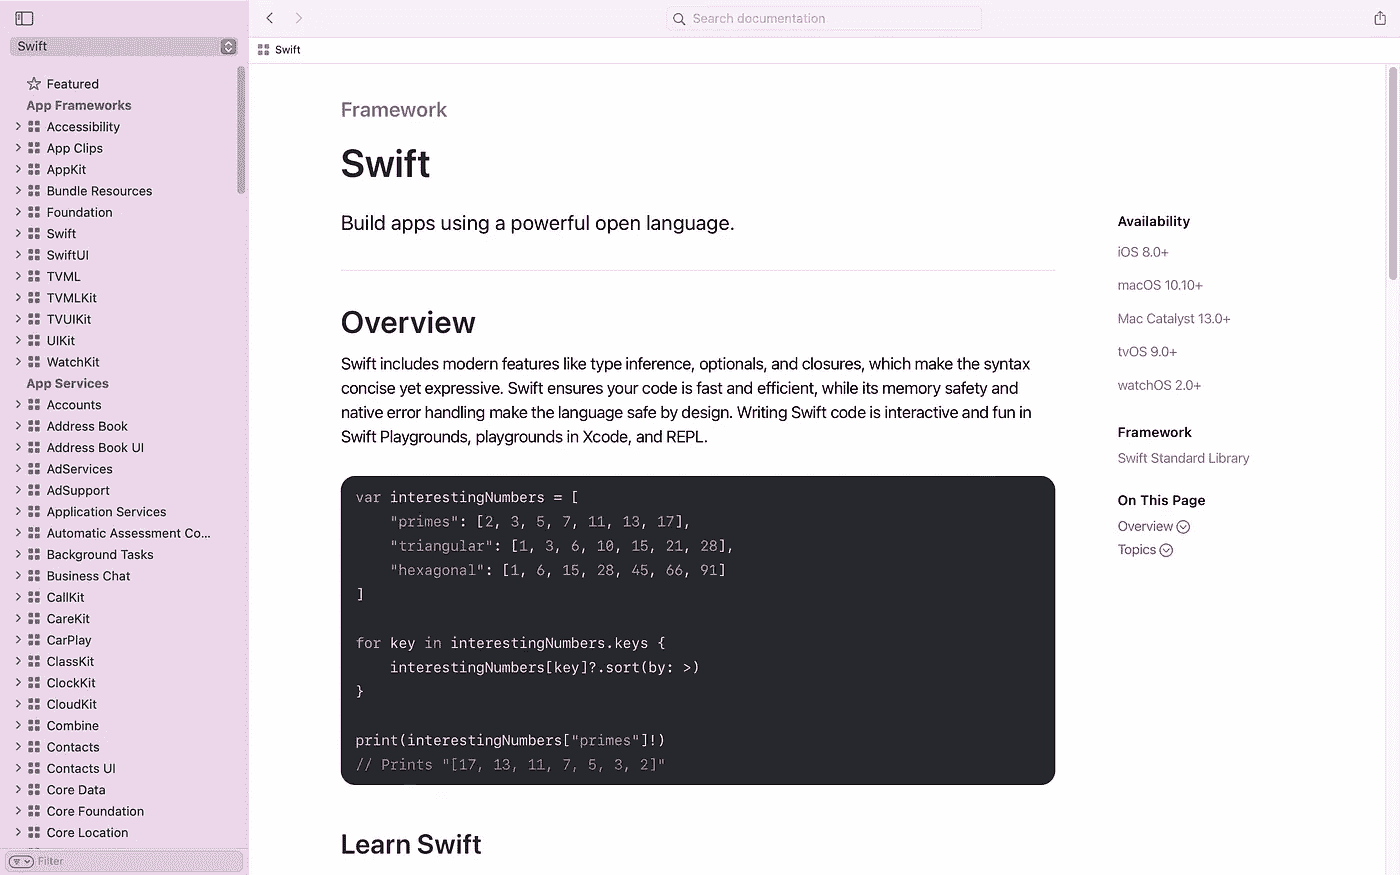 Swift
Featured
App Frameworks
Accessibility
App Clips
AppKit
Bundle Resources
Foundation
Swift
SwiftUI
TVML
TVMLKit
TVUIKit
UIKit
WatchKit
App Services
Accounts
Address Book
Address Book UI
AdServices
AdSupport
Application Services
Automatic Assessment Co...
Background Tasks
Business Chat
CallKit
CareKit
CarPlay
ClassKit
ClockKit
CloudKit
Combine
Contacts
Contacts UI
Core Data
Core Foundation
Core Location
Filter
Search documentation
Swift
Framework
Swift
Build apps using a powerful open language.
Overview
Swift includes modern features like type inference, optionals, and closures, which make the syntax
concise yet expressive. Swift ensures your code is fast and efficient, while its memory safety and
native error handling make the language safe by design. Writing Swift code is interactive and fun in
Swift Playgrounds, playgrounds in Xcode, and REPL.
var interestingNumbers = [
    "primes": [2, 3, 5, 7, 11, 13, 17],
    "triangular": [1, 3, 6, 10, 15, 21, 28],
    "hexagonal": [1, 6, 15, 28, 45, 66, 91]
]
for key in interestingNumbers.keys {
    interestingNumbers[key]?.sort(by: >)
}
print(interestingNumbers["primes"]!)
// Prints "[17, 13, 11, 7, 5, 3, 2]"
Learn Swift
Availability
iOS 8.0+
macOS 10.10+
Mac Catalyst 13.0+
tvOS 9.0+
watchOS 2.0+
Framework
Swift Standard Library
On This Page
Overview
Topics